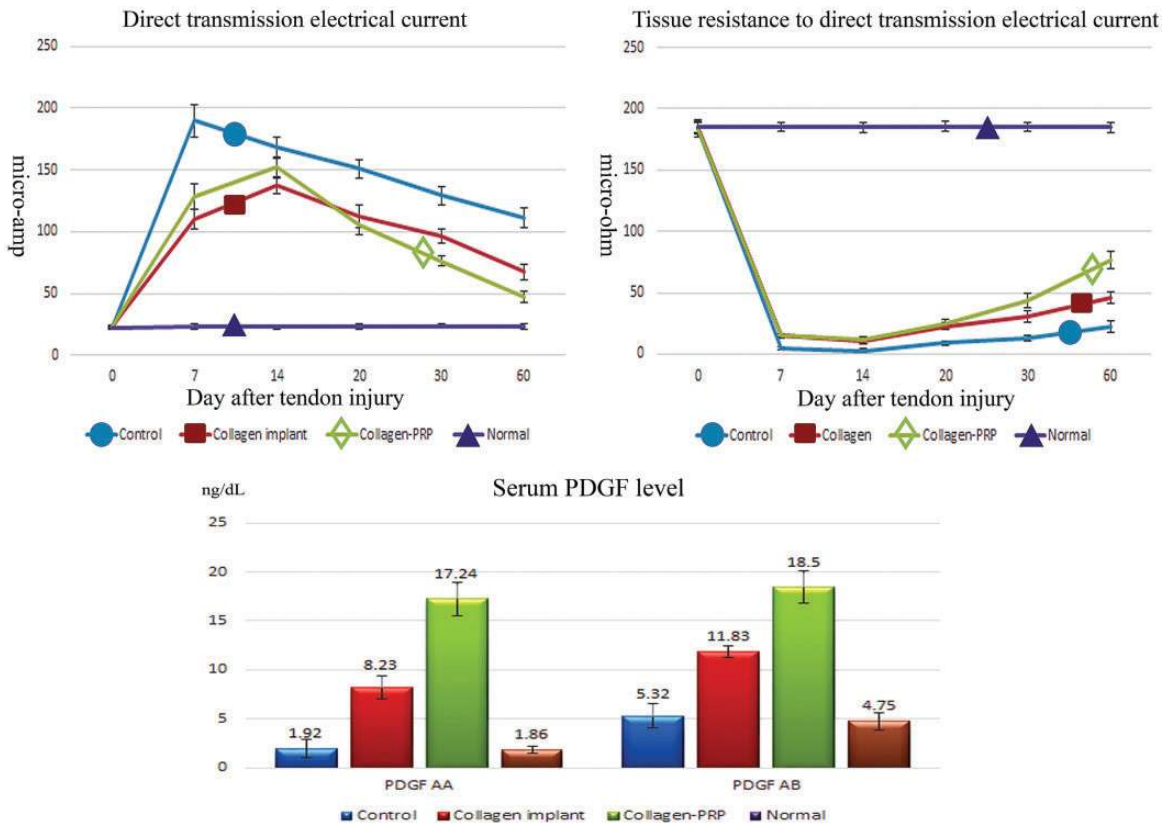 Direct transmission electrical current
250
200
150
100
50
0
micro-amp
0 7 14 20 30 60
Day after tendon injury
Control Collagen implant Collagen-PRP Normal
Tissue resistance to direct transmission electrical current
250
200
150
100
50
0
micro-ohm
0 7 14 20 30 60
Day after tendon injury
Control Collagen Collagen-PRP Normal
Serum PDGF level
ng/dL
25
20
15
10
5
0
1.92 8.23 17.24 1.86 5.32 11.83 18.5 4.75
PDGF AA PDGF AB
Control Collagen implant Collagen-PRP Normal